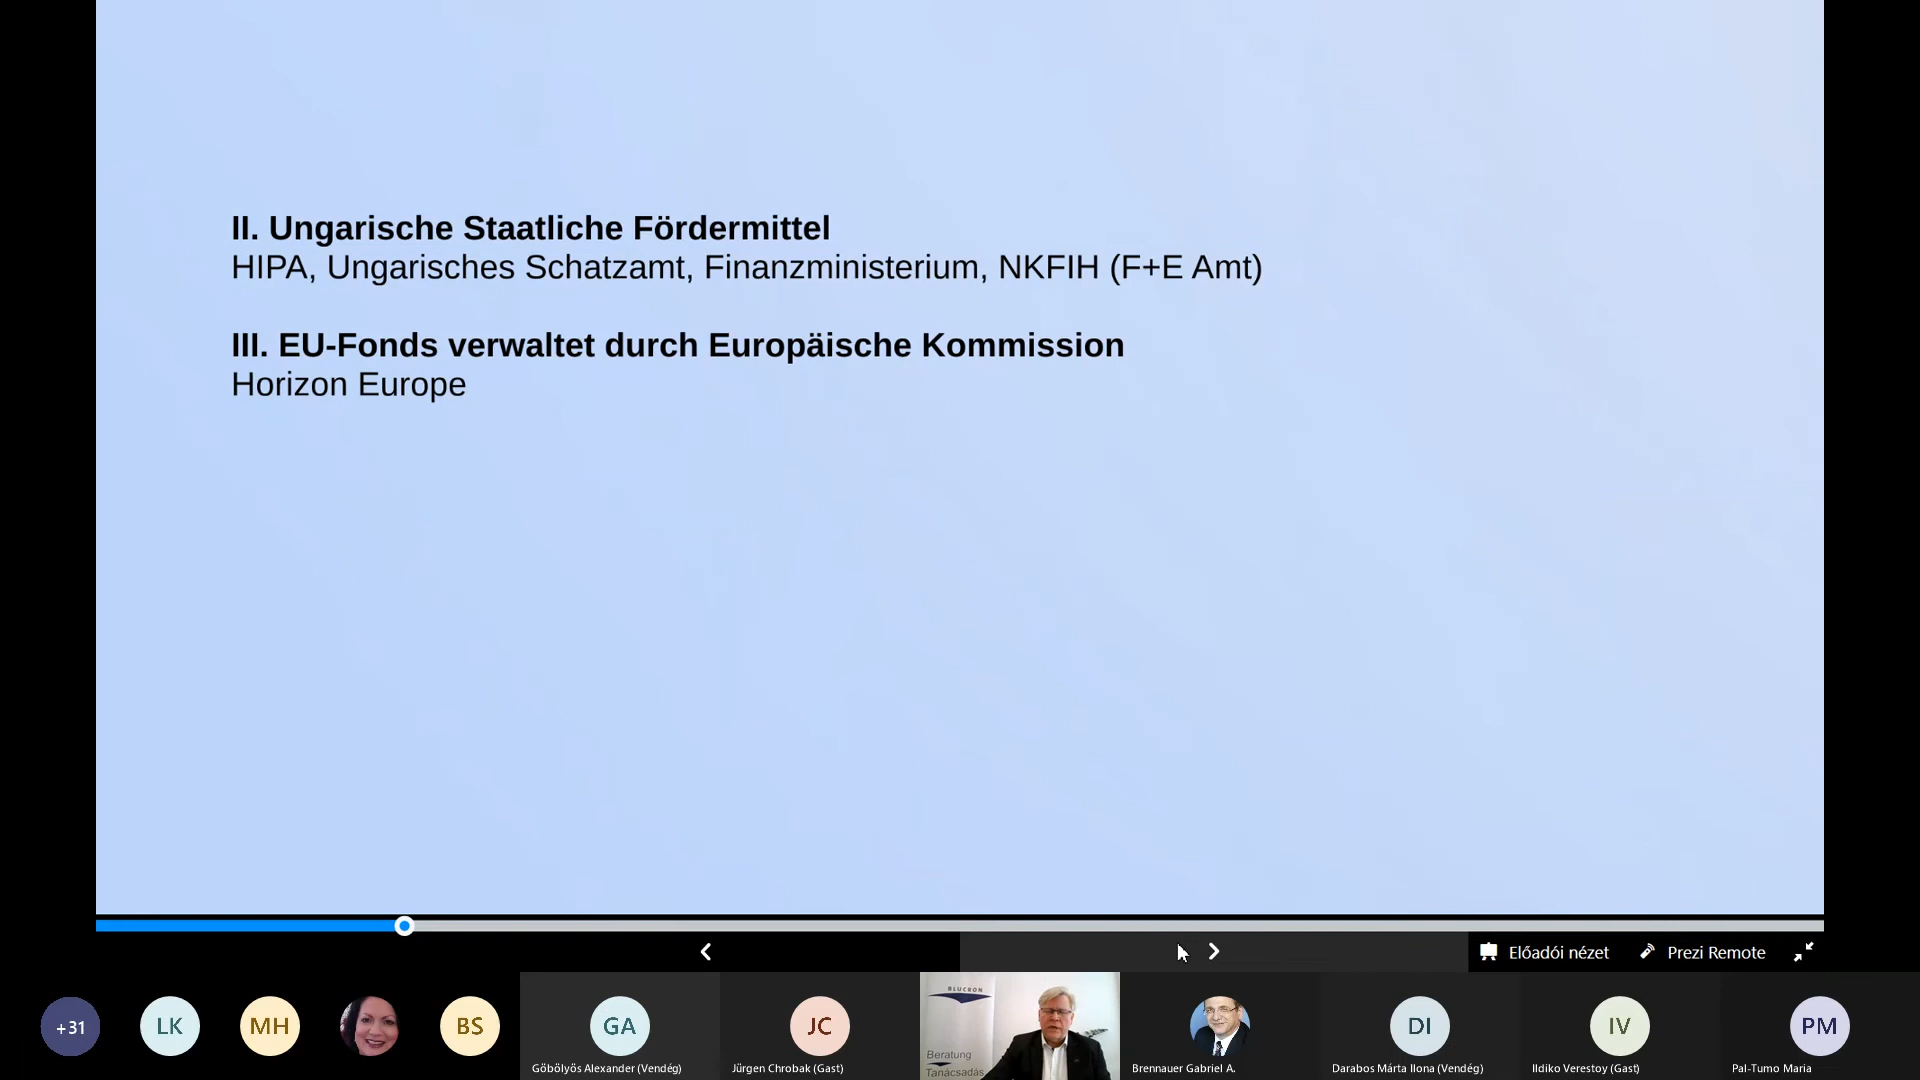 II. Ungarische Staatliche Fördermittel
HIPA, Ungarisches Schatzamt, Finanzministerium, NKFIH (F+E Amt)
III. EU-Fonds verwaltet durch Europäische Kommission
Horizon Europe
Előadói nézet
Prezi Remote
+31
LK
MH
BS
GA
Göbölyös Alexander (Vendég)
JC
Jürgen Chrobak (Gast)
BLUCRON
Beratung
Tanácsadás
Brennauer Gabriel A.
DI
Darabos Márta Ilona (Vendég)
IV
Ildiko Verestoy (Gast)
PM
Pal-Tumo Maria